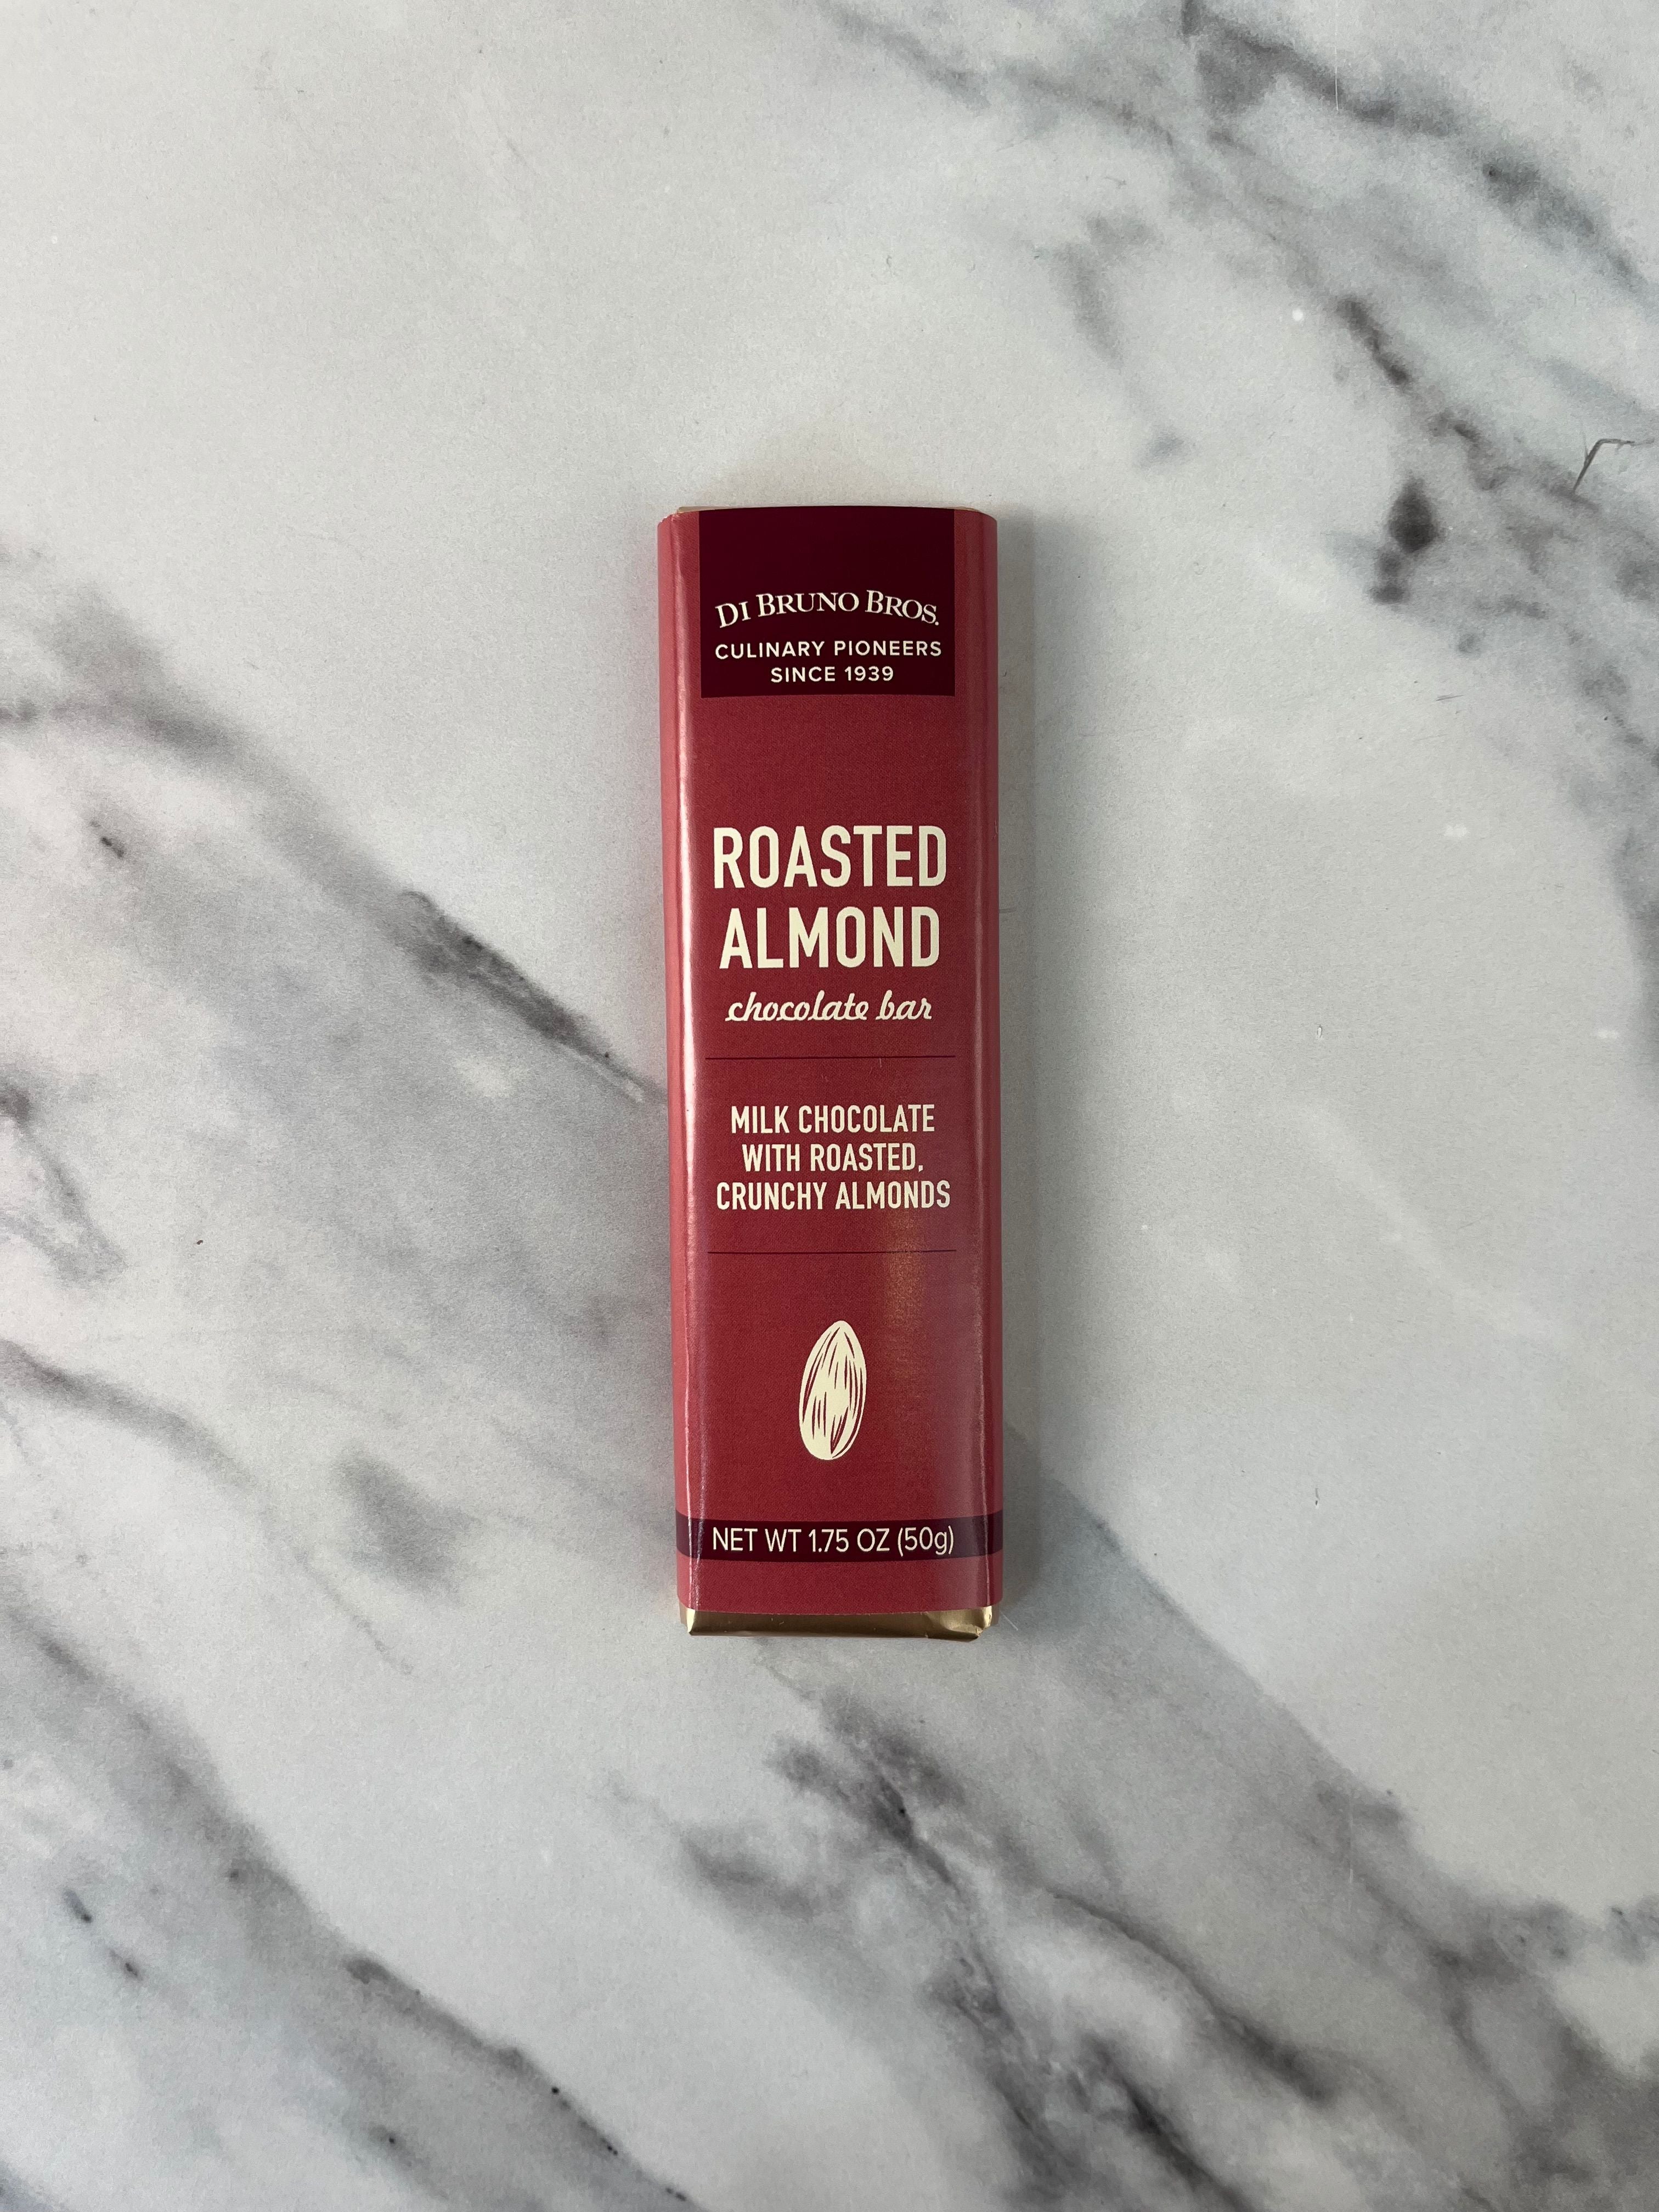 DI BRUNO BROS.
CULINARY PIONEERS
SINCE 1939
ROASTED
ALMOND
chocolate bar
MILK CHOCOLATE
WITH ROASTED,
CRUNCHY ALMONDS
NET WT 1.75 OZ (50g)